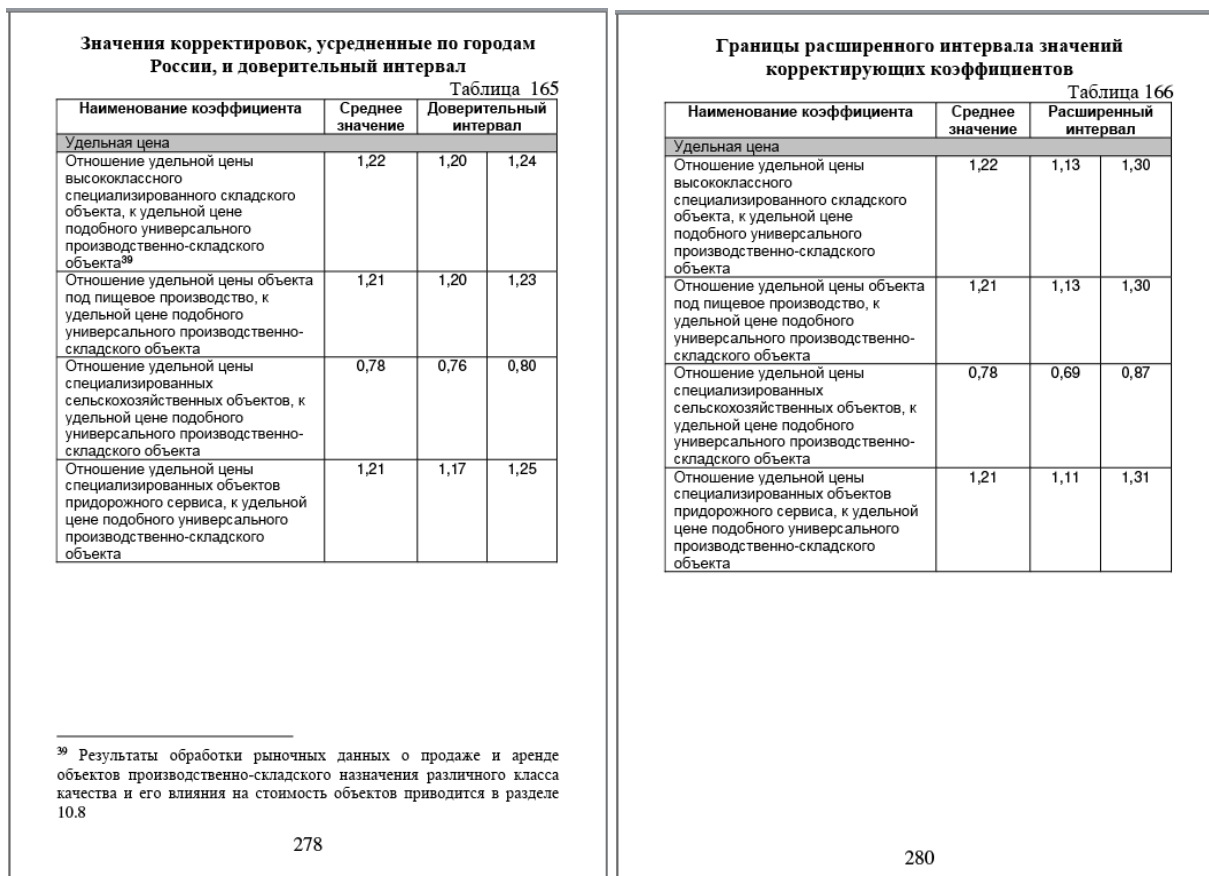 Значения корректировок, усредненные по городам
России, и доверительный интервал
Таблица 165
Наименование коэффициента Среднее значение Доверительный интервал
Удельная цена
Отношение удельной цены 1,22 1,20 1,24
высококлассного
специализированного складского
объекта, к удельной цене
подобного универсального
производственно-складского
объекта³⁹
Отношение удельной цены объекта 1,21 1,20 1,23
под пищевое производство, к
удельной цене подобного
универсального производственно-
складского объекта
Отношение удельной цены 0,78 0,76 0,80
специализированных
сельскохозяйственных объектов, к
удельной цене подобного
универсального производственно-
складского объекта
Отношение удельной цены 1,21 1,17 1,25
специализированных объектов
придорожного сервиса, к удельной
цене подобного универсального
производственно-складского
объекта
³⁹ Результаты обработки рыночных данных о продаже и аренде
объектов производственно-складского назначения различного класса
качества и его влияния на стоимость объектов приводится в разделе
10.8
278
Границы расширенного интервала значений
корректирующих коэффициентов
Таблица 166
Наименование коэффициента Среднее значение Расширенный интервал
Удельная цена
Отношение удельной цены 1,22 1,13 1,30
высококлассного
специализированного складского
объекта, к удельной цене
подобного универсального
производственно-складского
объекта
Отношение удельной цены объекта 1,21 1,13 1,30
под пищевое производство, к
удельной цене подобного
универсального производственно-
складского объекта
Отношение удельной цены 0,78 0,69 0,87
специализированных
сельскохозяйственных объектов, к
удельной цене подобного
универсального производственно-
складского объекта
Отношение удельной цены 1,21 1,11 1,31
специализированных объектов
придорожного сервиса, к удельной
цене подобного универсального
производственно-складского
объекта
280